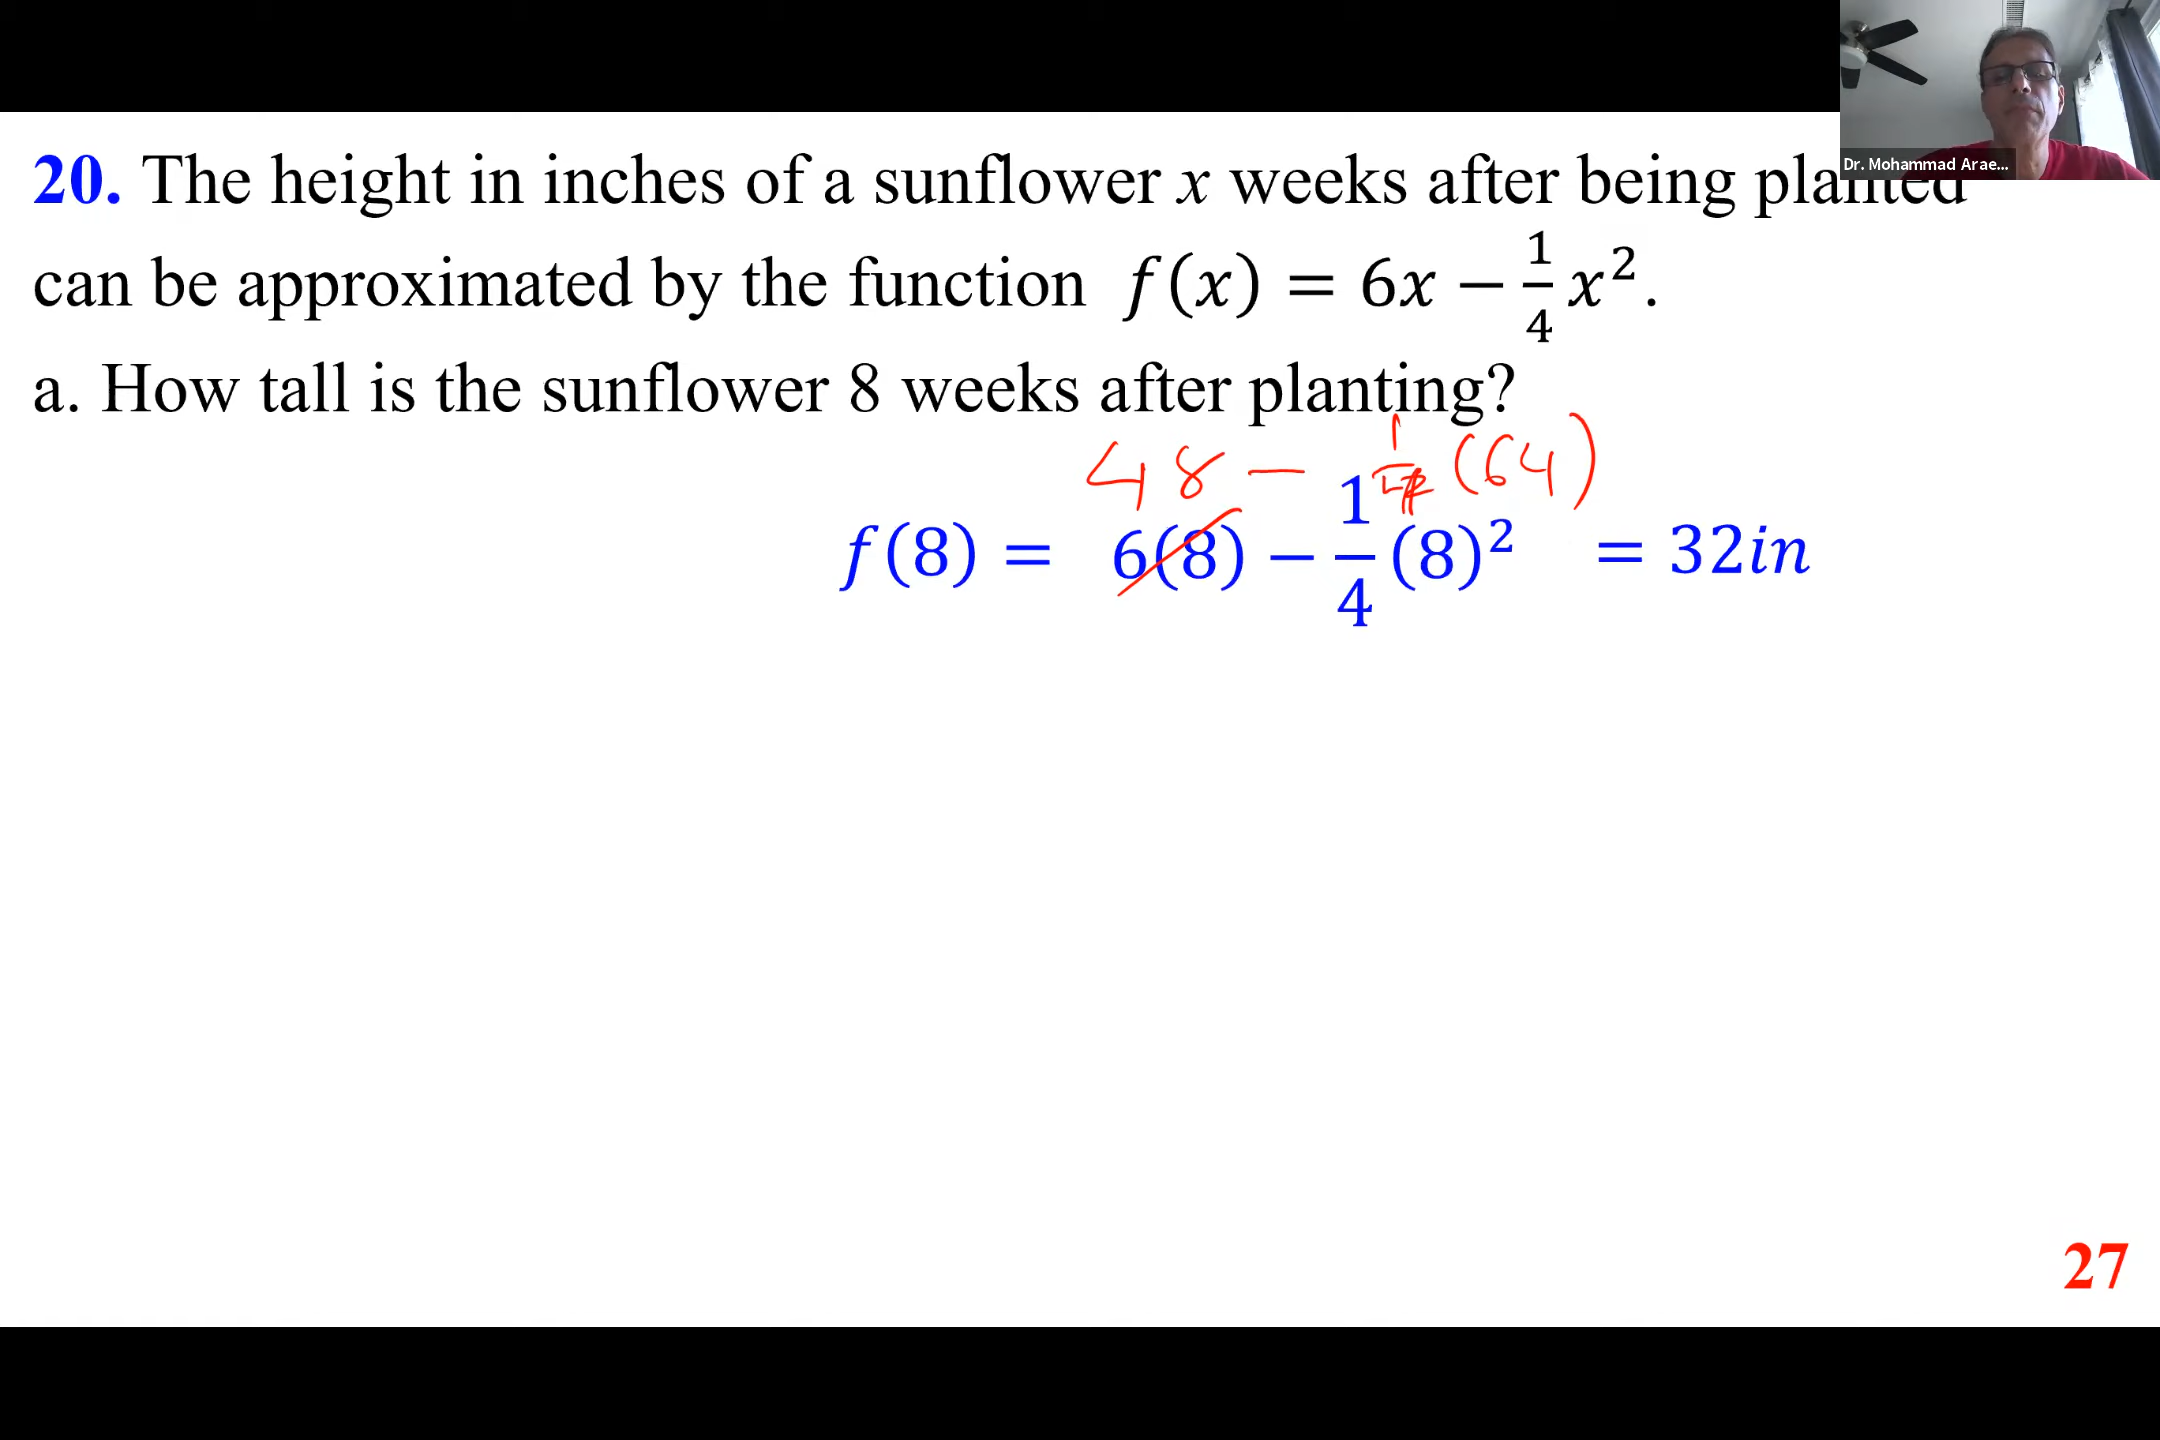 Dr. Mohammad Arae...
20. The height in inches of a sunflower x weeks after being planted
can be approximated by the function f(x) = 6x − 1/4 x².
a. How tall is the sunflower 8 weeks after planting?
48 − 1/4 (64)
f(8) = 6(8) − 1/4 (8)² = 32in
27